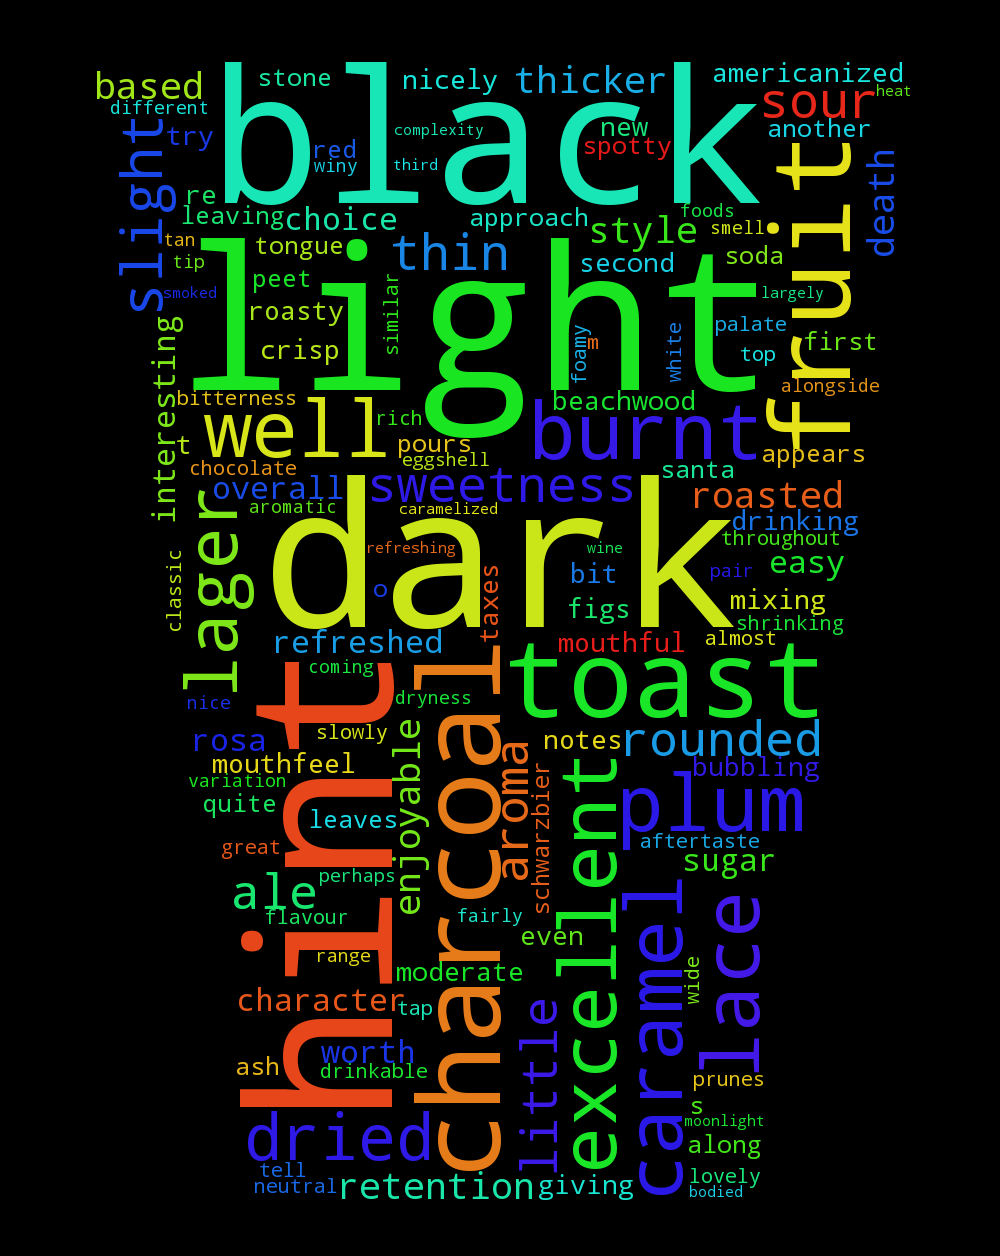 black
based
stone
nicely
thicker
americanized
sour
heat
different
slight
try
red
winy
complexity
third
new
spotty
another
fruit
death
re
leaving
choice
approach
style
foods
smell
tan
tip
smoked
tongue
thin
second
soda
light
peet
similar
largely
roasty
crisp
foamy
m
white
palate
top
first
interesting
bitterness
well
rich
beachwood
alongside
burnt
t
pours
eggshell
appears
chocolate
overall
sweetness
santa
roasted
lager
aromatic
caramelized
dark
drinking
throughout
classic
refreshing
wine
o
bit
pair
easy
taxes
figs
mixing
shrinking
refreshed
mouthful
almost
hint
coming
charcoal
toast
nice
dryness
rosa
slowly
enjoyable
notes
rounded
mouthfeel
aroma
bubbling
variation
quite
leaves
schwarzbier
excellent
plum
great
aftertaste
sugar
ale
perhaps
flavour
fairly
caramel
lace
even
range
moderate
wide
character
tap
little
worth
ash
drinkable
prunes
s
moonlight
dried
along
tell
neutral
retention
giving
lovely
bodied